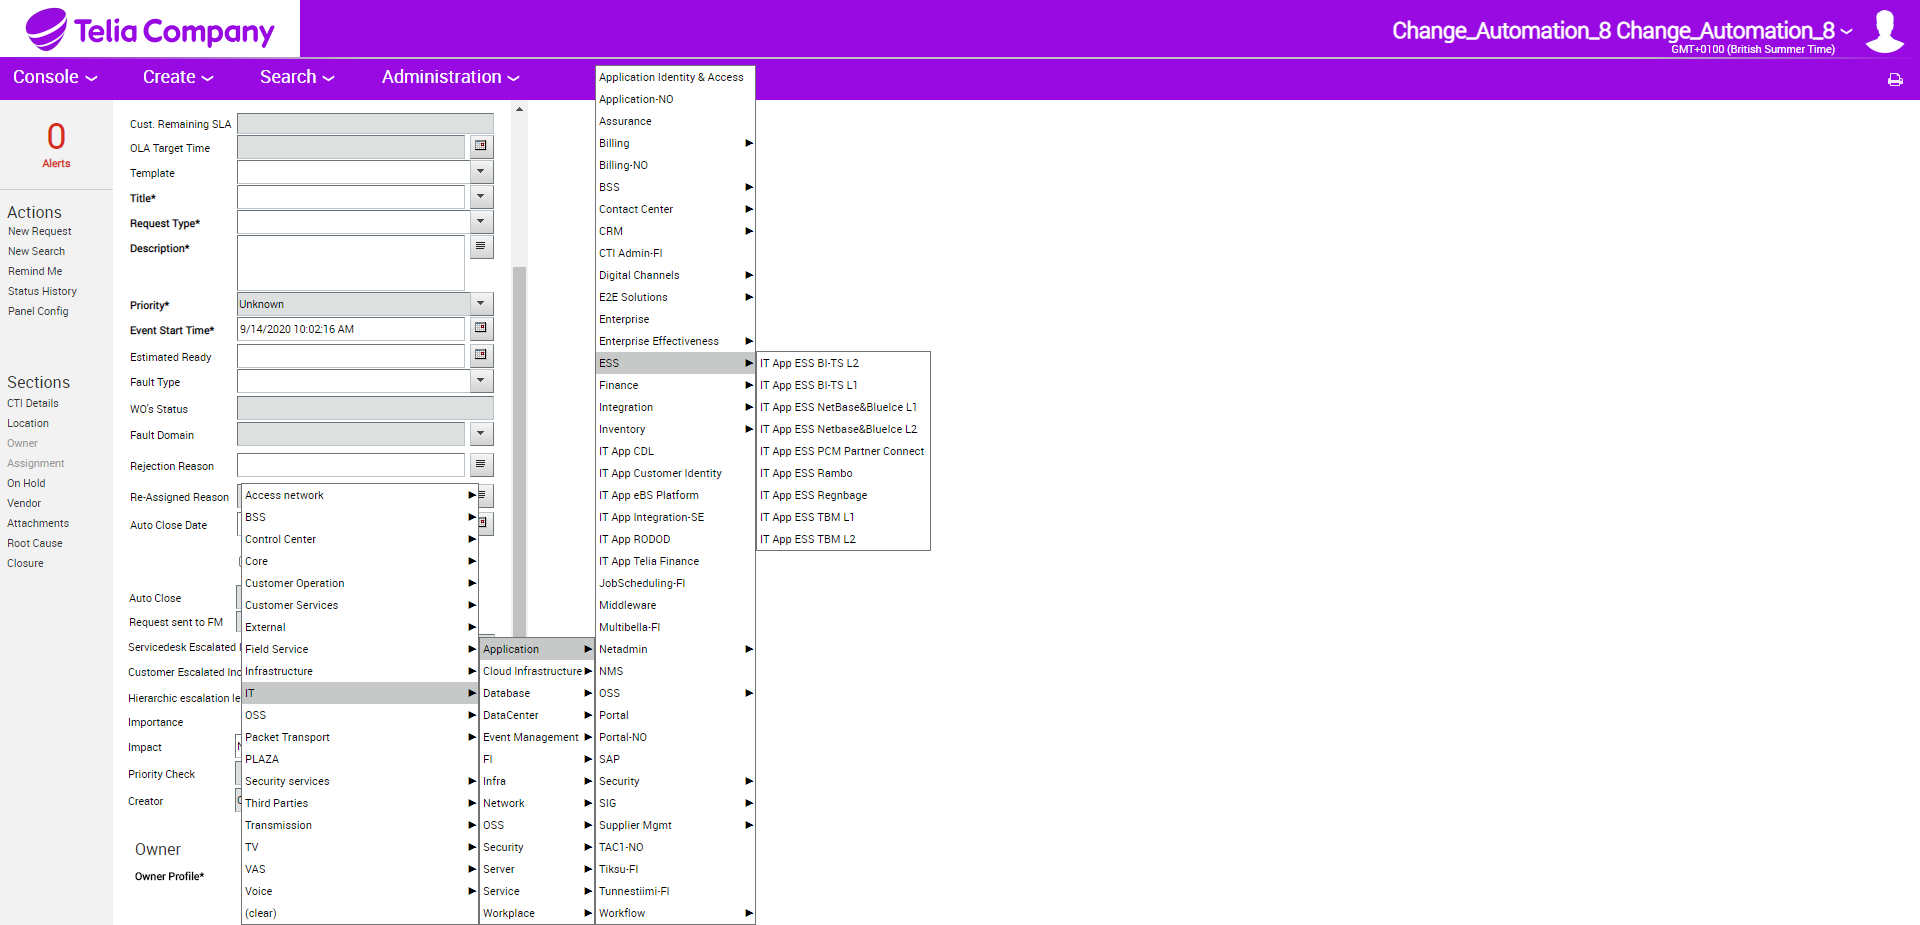 Telia Company
Change_Automation_8 Change_Automation_8
GMT+0100 (British Summer Time)
Console
Create
Search
Administration
0
Alerts
Actions
New Request
New Search
Remind Me
Status History
Panel Config
Sections
CTI Details
Location
Owner
Assignment
On Hold
Vendor
Attachments
Root Cause
Closure
Cust. Remaining SLA
OLA Target Time
Template
Title*
Request Type*
Description*
Priority*
Unknown
Event Start Time*
9/14/2020 10:02:16 AM
Estimated Ready
Fault Type
WO's Status
Fault Domain
Rejection Reason
Re-Assigned Reason
Auto Close Date
Auto Close
Request sent to FM
Servicedesk Escalated
Customer Escalated Inc
Hierarchic escalation le
Importance
Impact
Priority Check
Creator
Owner
Owner Profile*
Access network
BSS
Control Center
Core
Customer Operation
Customer Services
External
Field Service
Infrastructure
IT
OSS
Packet Transport
PLAZA
Security services
Third Parties
Transmission
TV
VAS
Voice
(clear)
Application
Cloud Infrastructure
Database
DataCenter
Event Management
FI
Infra
Network
OSS
Security
Server
Service
Workplace
Application Identity & Access
Application-NO
Assurance
Billing
Billing-NO
BSS
Contact Center
CRM
CTI Admin-FI
Digital Channels
E2E Solutions
Enterprise
Enterprise Effectiveness
ESS
Finance
Integration
Inventory
IT App CDL
IT App Customer Identity
IT App eBS Platform
IT App Integration-SE
IT App RODOD
IT App Telia Finance
JobScheduling-FI
Middleware
Multibella-FI
Netadmin
NMS
OSS
Portal
Portal-NO
SAP
Security
SIG
Supplier Mgmt
TAC1-NO
Tiksu-FI
Tunnestiimi-FI
Workflow
IT App ESS BI-TS L2
IT App ESS BI-TS L1
IT App ESS NetBase&BlueIce L1
IT App ESS Netbase&BlueIce L2
IT App ESS PCM Partner Connect
IT App ESS Rambo
IT App ESS Regnbage
IT App ESS TBM L1
IT App ESS TBM L2